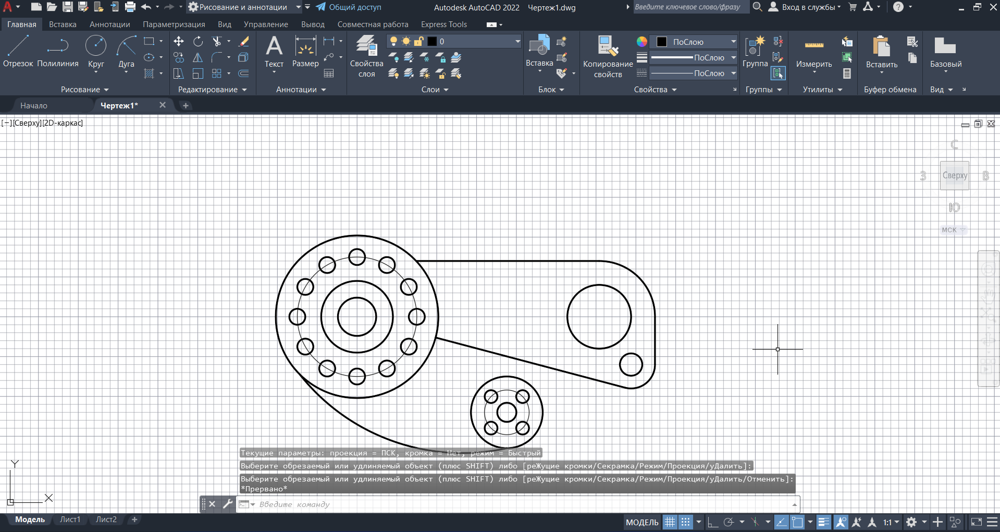 Рисование и аннотации
Общий доступ
Autodesk AutoCAD 2022 Чертеж1.dwg
Введите ключевое слово/фразу
Вход в службы
Главная Вставка Аннотации Параметризация Вид Управление Вывод Совместная работа Express Tools
Отрезок Полилиния Круг Дуга
Текст Размер
Свойства слоя
0
Вставка
Копирование свойств
ПоСлою
ПоСлою
ПоСлою
Группа
Измерить
Вставить
Базовый
Рисование Редактирование Аннотации Слои Блок Свойства Группы Утилиты Буфер обмена Вид
Начало Чертеж1*
[−][Сверху][2D-каркас]
С
З Сверху В
Ю
МСК
Текущие параметры: проекция = ПСК, кромка = Нет, режим = Быстрый
Выберите обрезаемый или удлиняемый объект (плюс SHIFT) либо [реЖущие кромки/Секрамка/Режим/Проекция/уДалить]:
Выберите обрезаемый или удлиняемый объект (плюс SHIFT) либо [реЖущие кромки/Секрамка/Режим/Проекция/уДалить/Отменить]:
*Прервано*
Y
X
Введите команду
Модель Лист1 Лист2
МОДЕЛЬ
1:1